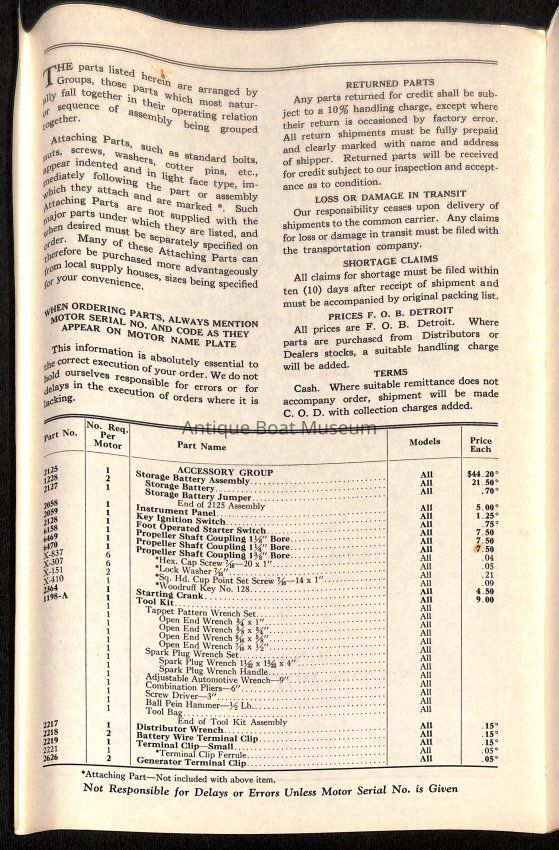 THE parts listed herein are arranged by
Groups, those parts which most natur-
ally fall together in their operating relation
or sequence of assembly being grouped
together.
Attaching Parts, such as standard bolts,
nuts, screws, washers, cotter pins, etc.,
appear indented and in light face type, im-
mediately following the part or assembly
which they attach and are marked *. Such
Attaching Parts are not supplied with the
major parts under which they are listed, and
when desired must be separately specified on
order. Many of these Attaching Parts can
therefore be purchased more advantageously
from local supply houses, sizes being specified
for your convenience.
WHEN ORDERING PARTS, ALWAYS MENTION
MOTOR SERIAL NO. AND CODE AS THEY
APPEAR ON MOTOR NAME PLATE
This information is absolutely essential to
the correct execution of your order. We do not
hold ourselves responsible for errors or for
delays in the execution of orders where it is
lacking.
RETURNED PARTS
Any parts returned for credit shall be sub-
ject to a 10% handling charge, except where
their return is occasioned by factory error.
All return shipments must be fully prepaid
and clearly marked with name and address
of shipper. Returned parts will be received
for credit subject to our inspection and accept-
ance as to condition.
LOSS OR DAMAGE IN TRANSIT
Our responsibility ceases upon delivery of
shipments to the common carrier. Any claims
for loss or damage in transit must be filed with
the transportation company.
SHORTAGE CLAIMS
All claims for shortage must be filed within
ten (10) days after receipt of shipment and
must be accompanied by original packing list.
PRICES F. O. B. DETROIT
All prices are F. O. B. Detroit. Where
parts are purchased from Distributors or
Dealers stocks, a suitable handling charge
will be added.
TERMS
Cash. Where suitable remittance does not
accompany order, shipment will be made
C. O. D. with collection charges added.
Antique Boat Museum
Part No. No. Req. Per Motor Part Name Models Price Each
ACCESSORY GROUP
2125 1 Storage Battery Assembly All $44.20°
1228 2 Storage Battery All 21.50°
2127 1 Storage Battery Jumper All .70°
End of 2125 Assembly
2058 1 Instrument Panel All 5.00°
2059 1 Key Ignition Switch All 1.25°
2128 1 Foot Operated Starter Switch All .75°
6158 1 Propeller Shaft Coupling 1⅛" Bore All 7.50
6469 1 Propeller Shaft Coupling 1¼" Bore All 7.50
6470 1 Propeller Shaft Coupling 1⅜" Bore All 7.50
X-837 6 *Hex. Cap Screw 7/16—20 x 1" All .04
X-307 6 *Lock Washer 7/16" All .05
X-151 2 *Sq. Hd. Cup Point Set Screw 7/16—14 x 1" All .21
X-410 1 *Woodruff Key No. 128 All .09
2364 1 Starting Crank All 4.50
1198-A 1 Tool Kit All 9.00
1 Tappet Pattern Wrench Set All
1 Open End Wrench All
1 Open End Wrench All
1 Open End Wrench All
1 Open End Wrench All
1 Spark Plug Wrench Set All
1 Spark Plug Wrench All
1 Spark Plug Wrench Handle All
1 Adjustable Automotive Wrench—9" All
1 Combination Pliers—6" All
1 Screw Driver—3" All
1 Ball Pein Hammer—½ Lb. All
1 Tool Bag All
End of Tool Kit Assembly
2217 1 Distributor Wrench All .15°
2218 2 Battery Wire Terminal Clip All .15°
2219 1 Terminal Clip—Small All .15°
2221 1 *Terminal Clip Ferrule All .05°
2626 2 Generator Terminal Clip All .05°
*Attaching Part—Not included with above item.
Not Responsible for Delays or Errors Unless Motor Serial No. is Given